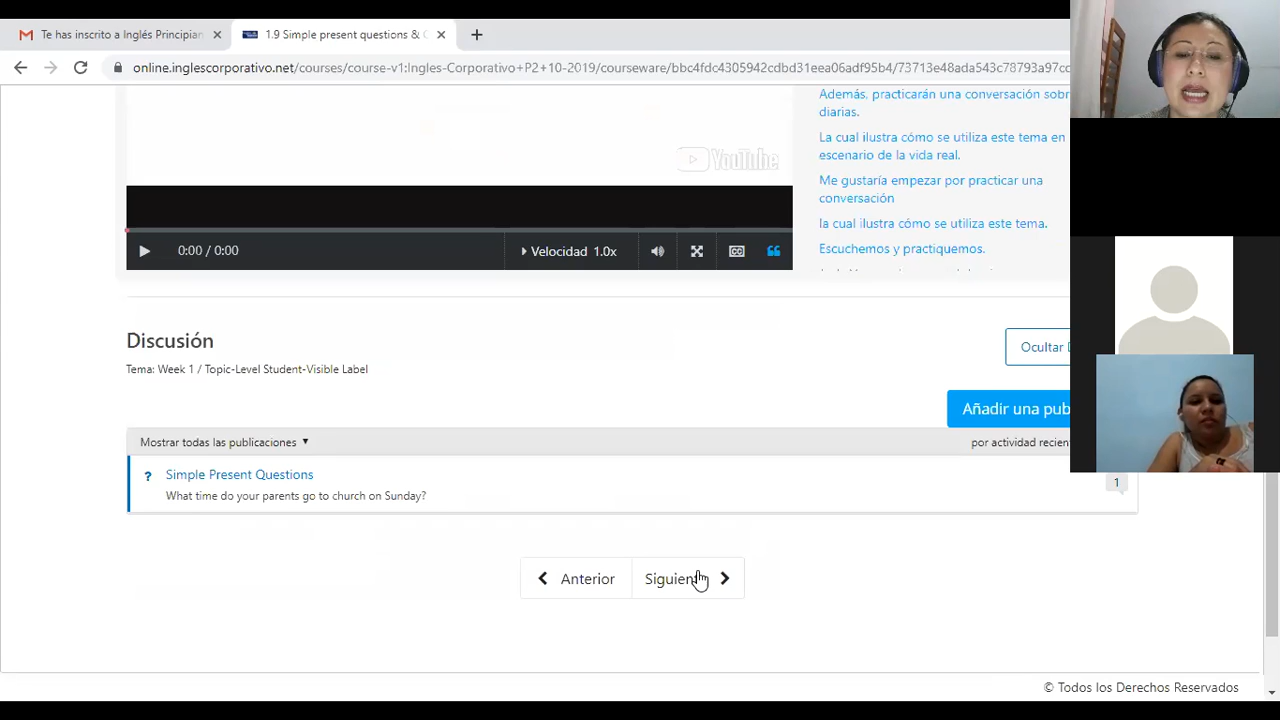 Te has inscrito a Inglés Principian
1.9 Simple present questions &
online.inglescorporativo.net/courses/course-v1:Ingles-Corporativo+P2+10-2019/courseware/bbc4fdc4305942cdbd31eea06adf95b4/73713e48ada543c78793a97cc
Además, practicarán una conversación sob
diarias.
La cual ilustra cómo se utiliza este tema en
escenario de la vida real.
Me gustaría empezar por practicar una
conversación
la cual ilustra cómo se utiliza este tema.
Escuchemos y practiquemos.
YouTube
0:00 / 0:00
Velocidad 1.0x
Discusión
Ocultar
Tema: Week 1 / Topic-Level Student-Visible Label
Añadir una pub
Mostrar todas las publicaciones
por actividad recien
? Simple Present Questions
What time do your parents go to church on Sunday?
1
Anterior
Siguien
© Todos los Derechos Reservados